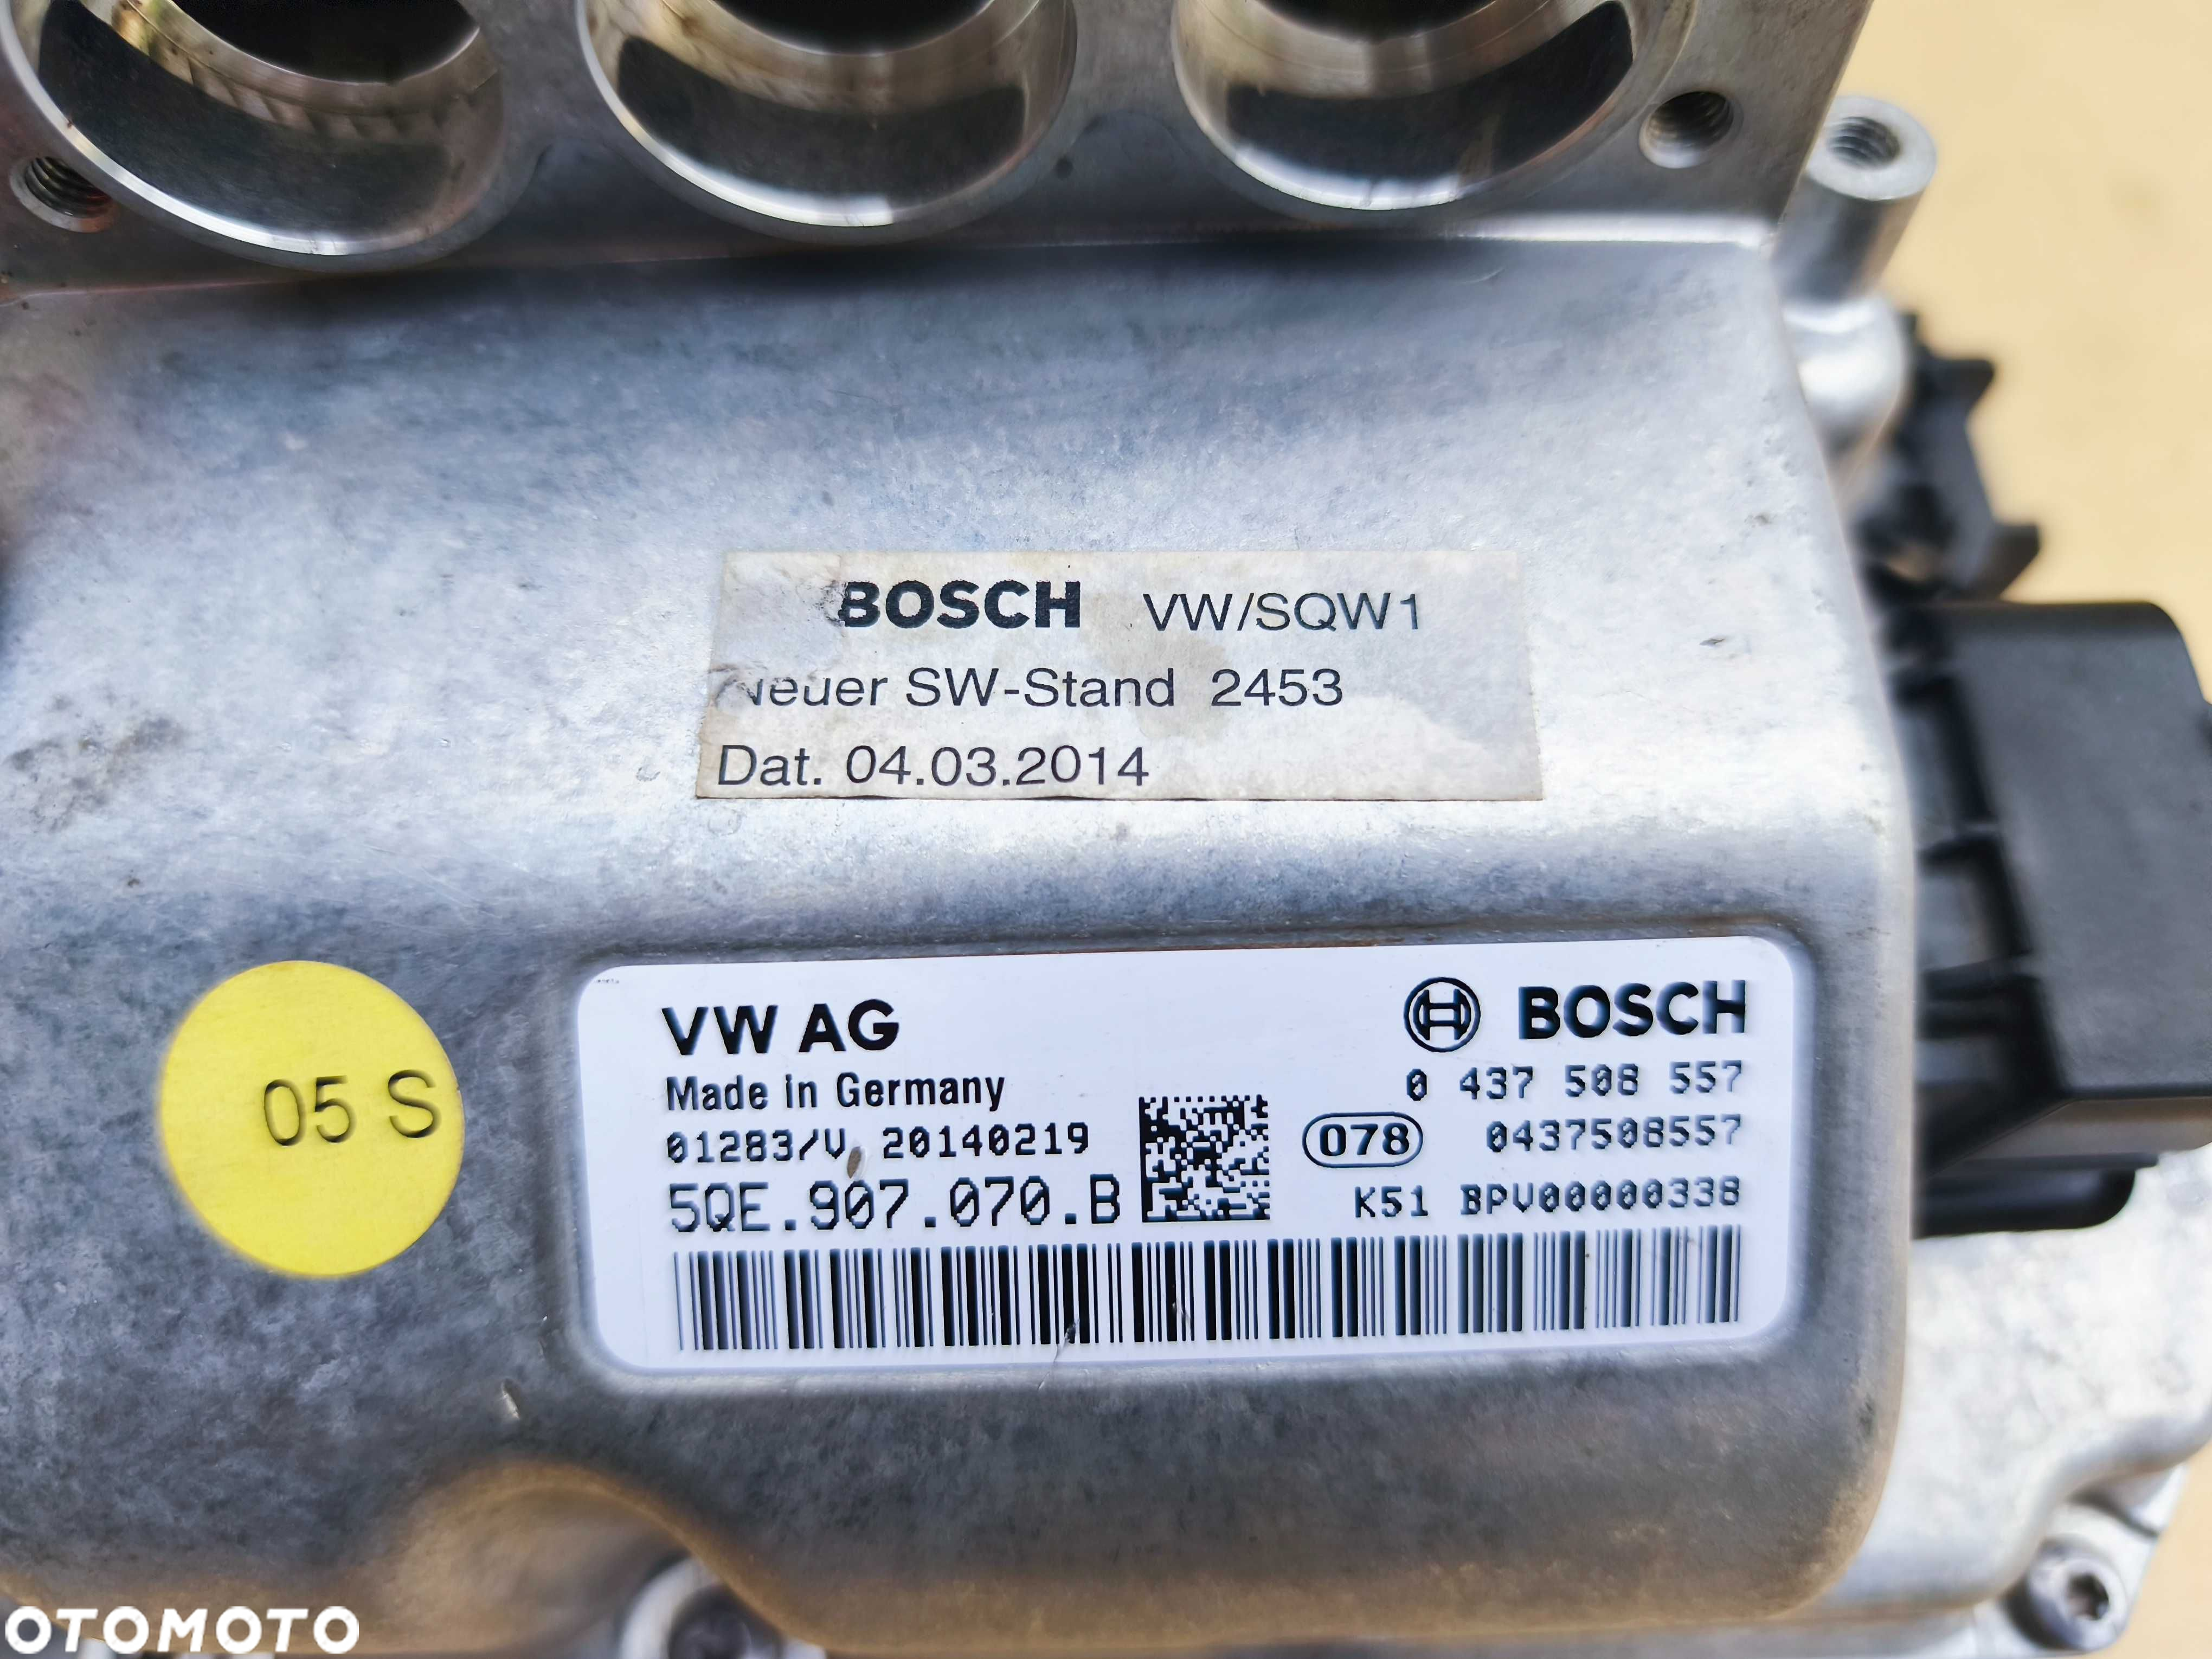 BOSCH VW/SQW1
Neuer SW-Stand 2453
Dat. 04.03.2014
05 S
VW AG
Made in Germany
01283/V 20140219
5QE.907.070.B
BOSCH
0 437 508 557
078 0437508557
K51 BPV00000338
OTOMOTO